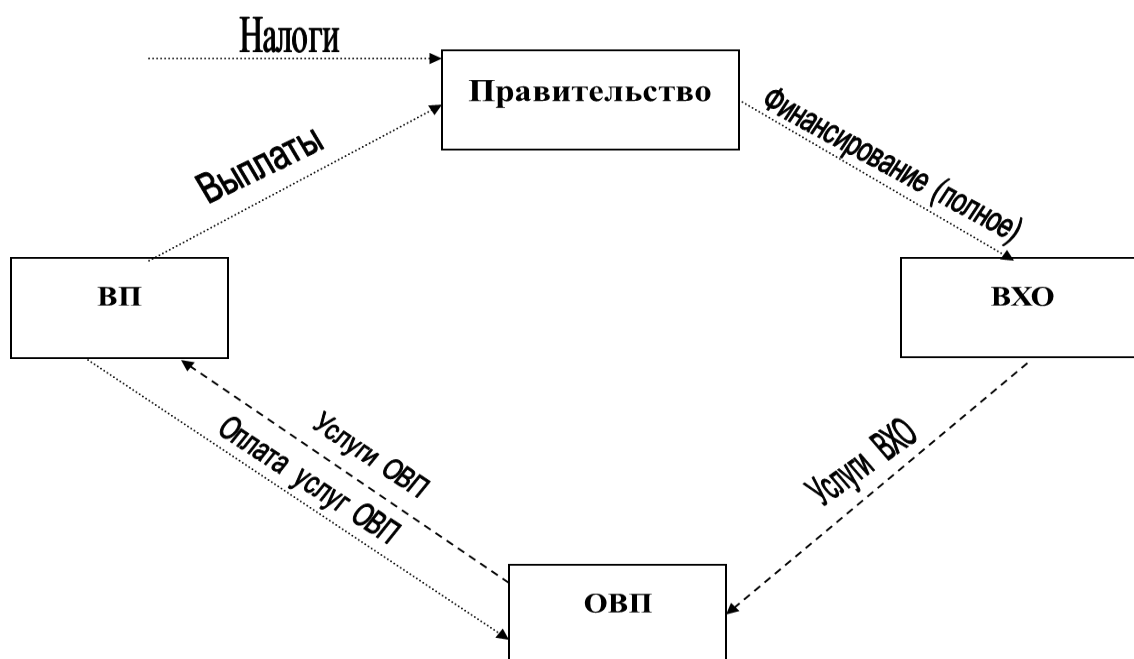 Налоги
Правительство
Выплаты
Финансирование (полное)
ВП
ВХО
Услуги ОВП
Оплата услуг ОВП
Услуги ВХО
ОВП